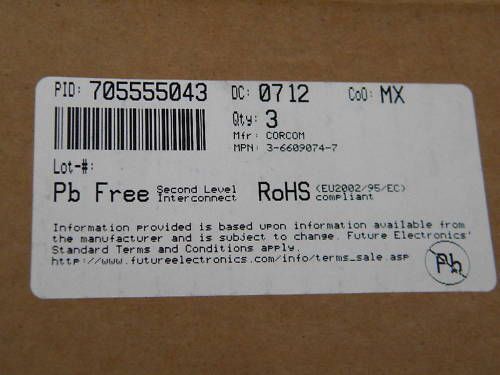 PID: 705555043 DC: 0712 CoO: MX
Qty: 3
Mfr: CORCOM
MPN: 3-6609074-7
Lot-#:
Pb Free Second Level Interconnect RoHS (EU2002/95/EC) compliant
Information provided is based upon information available from
the manufacturer and is subject to change. Future Electronics'
Standard Terms and Conditions apply.
http://www.futureelectronics.com/info/terms_sale.asp
Pb